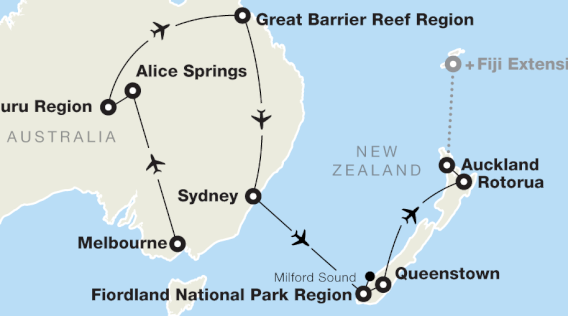 Great Barrier Reef Region
+ Fiji Extensi
Alice Springs
uru Region
AUSTRALIA
NEW
ZEALAND
Auckland
Rotorua
Sydney
Melbourne
Milford Sound
Queenstown
Fiordland National Park Region